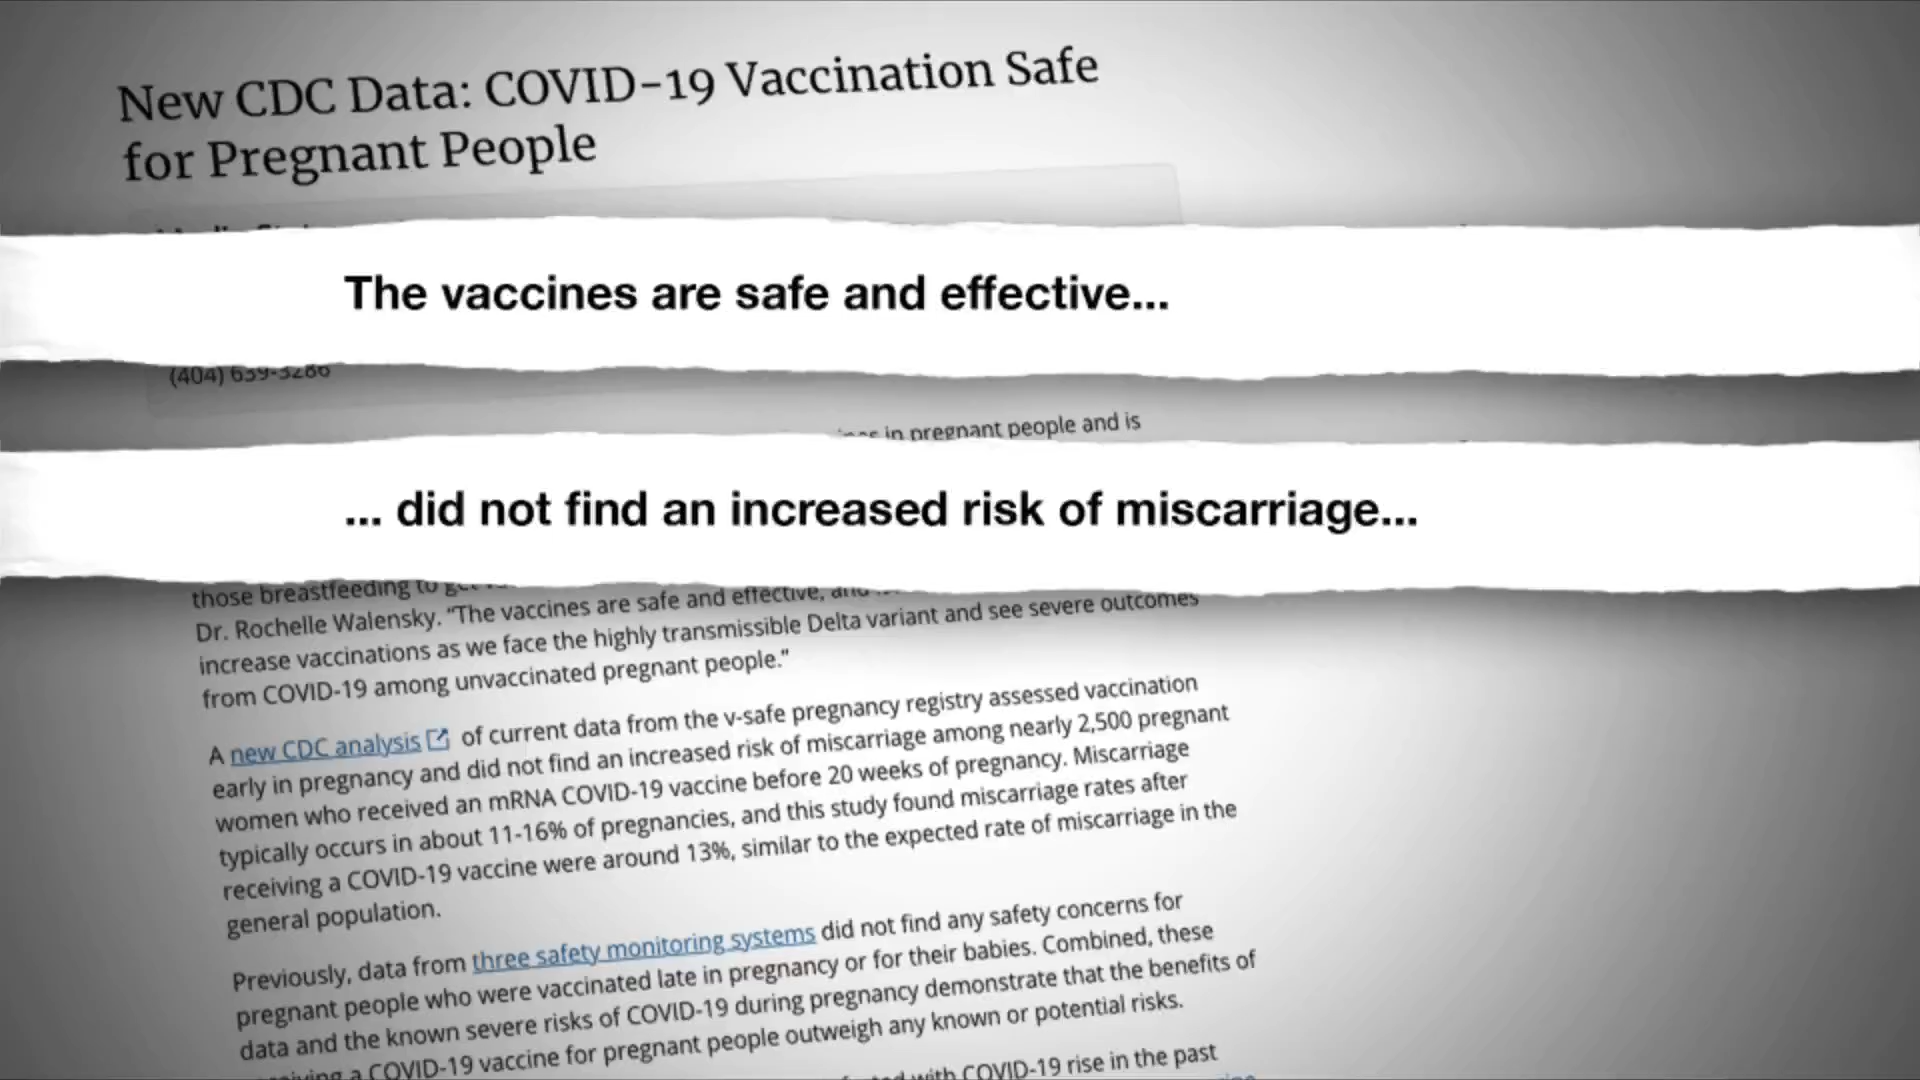 New CDC Data: COVID-19 Vaccination Safe
for Pregnant People
The vaccines are safe and effective...
(404) 639-3286
in pregnant people and is
... did not find an increased risk of miscarriage...
those breastfeeding to
Dr. Rochelle Walensky. “The vaccines are safe and effective, and
increase vaccinations as we face the highly transmissible Delta variant and see severe outcomes
from COVID-19 among unvaccinated pregnant people.”
A new CDC analysis of current data from the v-safe pregnancy registry assessed vaccination
early in pregnancy and did not find an increased risk of miscarriage among nearly 2,500 pregnant
women who received an mRNA COVID-19 vaccine before 20 weeks of pregnancy. Miscarriage
typically occurs in about 11-16% of pregnancies, and this study found miscarriage rates after
receiving a COVID-19 vaccine were around 13%, similar to the expected rate of miscarriage in the
general population.
Previously, data from three safety monitoring systems did not find any safety concerns for
pregnant people who were vaccinated late in pregnancy or for their babies. Combined, these
data and the known severe risks of COVID-19 during pregnancy demonstrate that the benefits of
a COVID-19 vaccine for pregnant people outweigh any known or potential risks.
with COVID-19 rise in the past